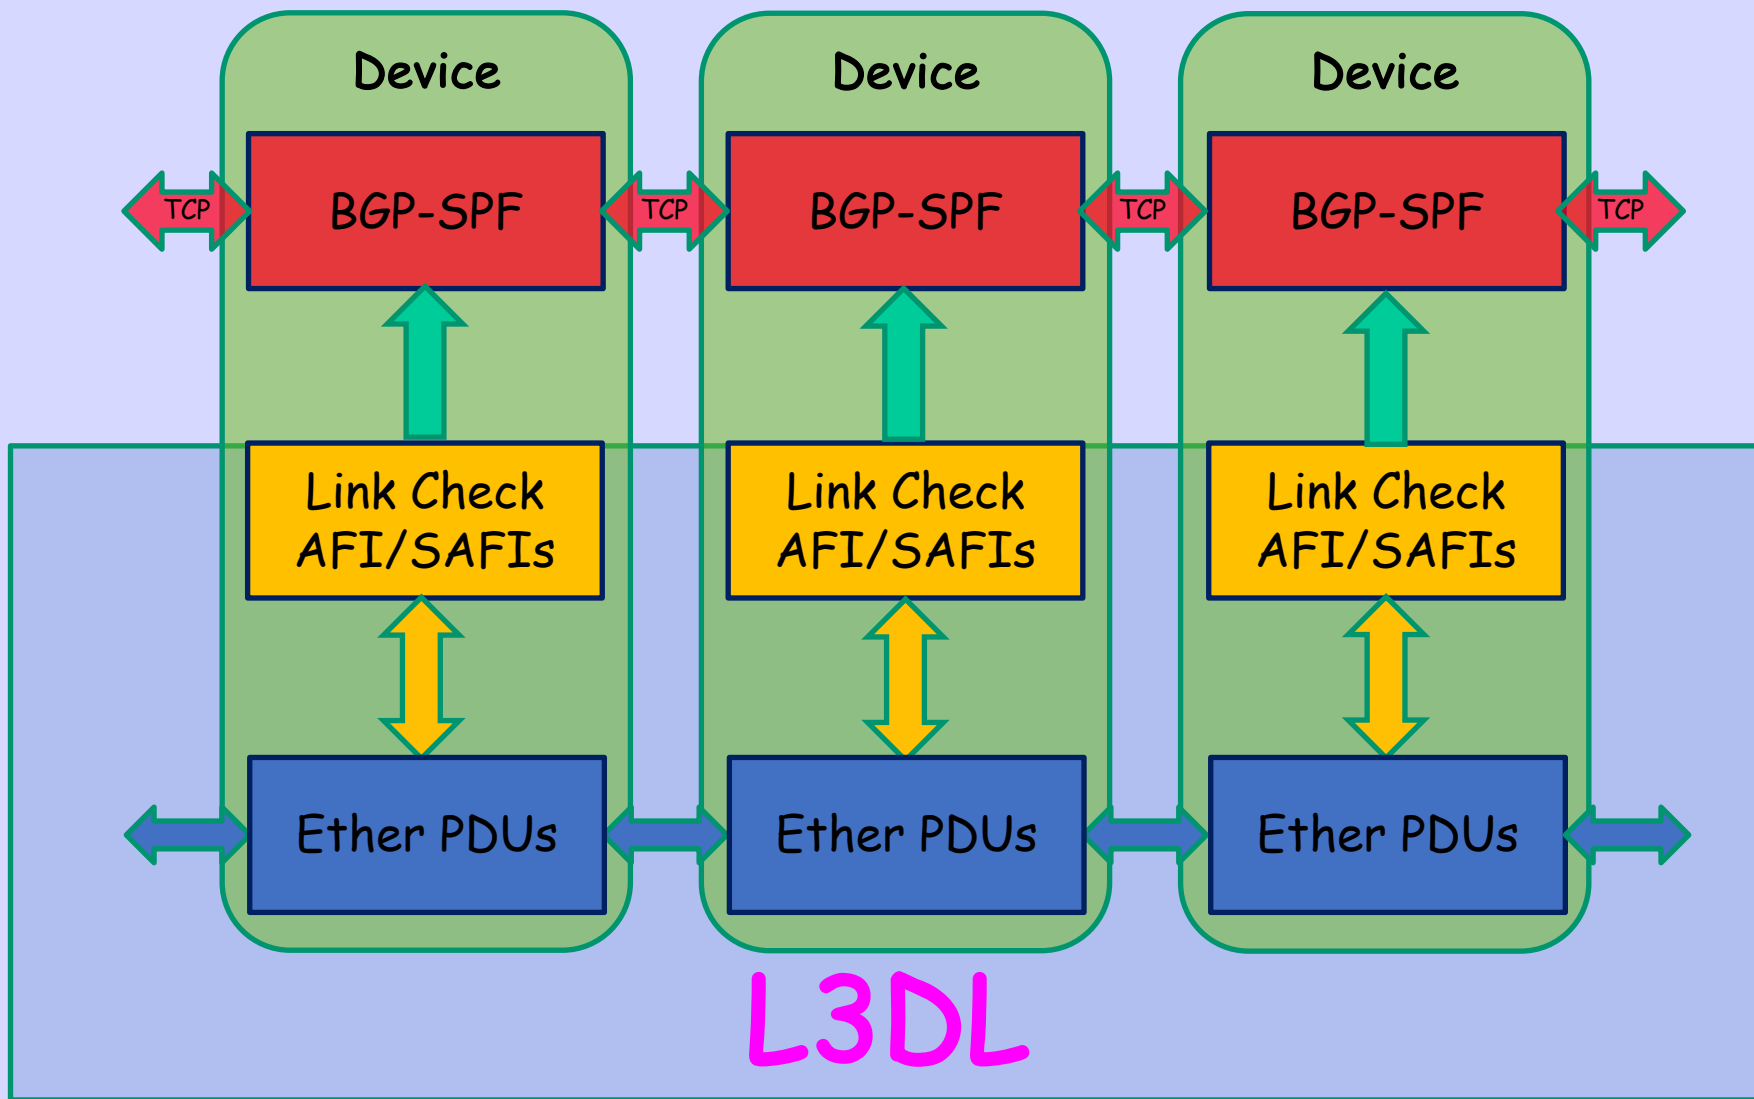 Device
Device
Device
TCP
BGP-SPF
TCP
BGP-SPF
TCP
BGP-SPF
TCP
Link Check
AFI/SAFIs
Link Check
AFI/SAFIs
Link Check
AFI/SAFIs
Ether PDUs
Ether PDUs
Ether PDUs
L3DL